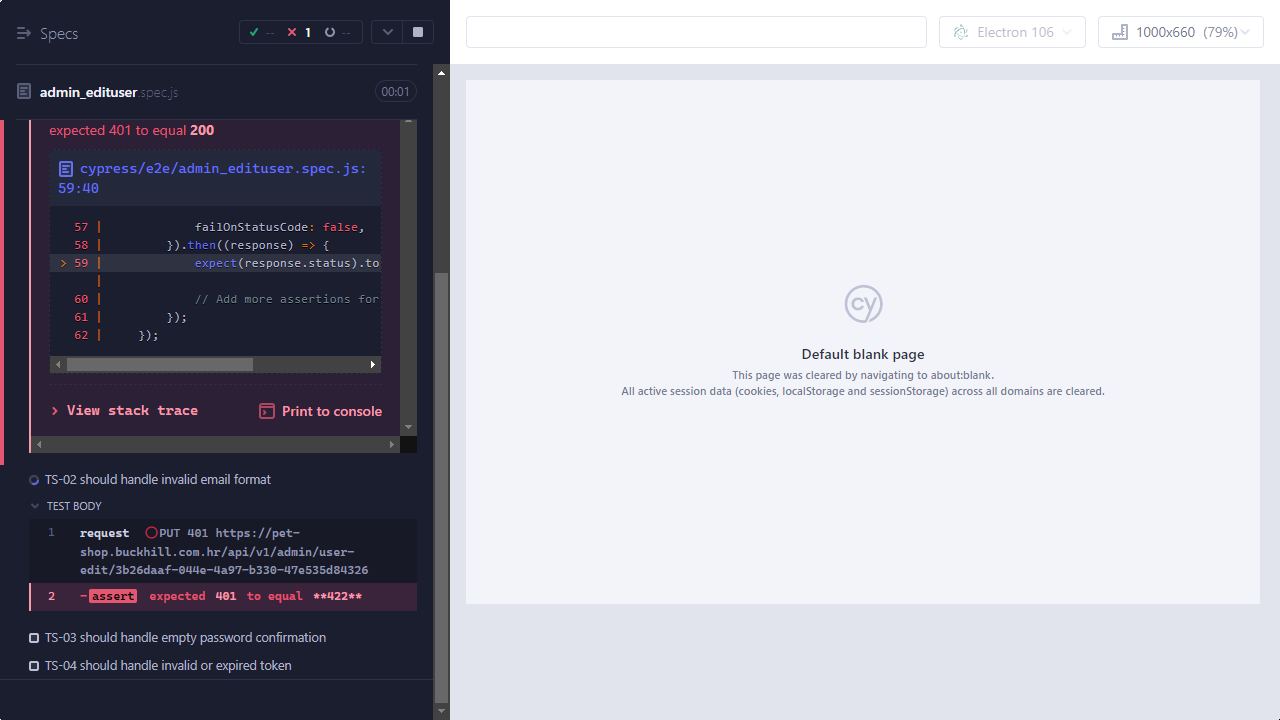 Specs
-- 1 --
Electron 106
1000x660 (79%)
admin_edituser.spec.js
00:01
expected 401 to equal 200
cypress/e2e/admin_edituser.spec.js:
59:40
57 | failOnStatusCode: false,
58 | }).then((response) => {
> 59 | expect(response.status).to
|
60 | // Add more assertions for
61 | });
62 | });
View stack trace
Print to console
TS-02 should handle invalid email format
TEST BODY
1 request PUT 401 https://pet-
shop.buckhill.com.hr/api/v1/admin/user-
edit/3b26daaf-044e-4a97-b330-47e535d84326
2 -assert expected 401 to equal **422**
TS-03 should handle empty password confirmation
TS-04 should handle invalid or expired token
cy
Default blank page
This page was cleared by navigating to about:blank.
All active session data (cookies, localStorage and sessionStorage) across all domains are cleared.